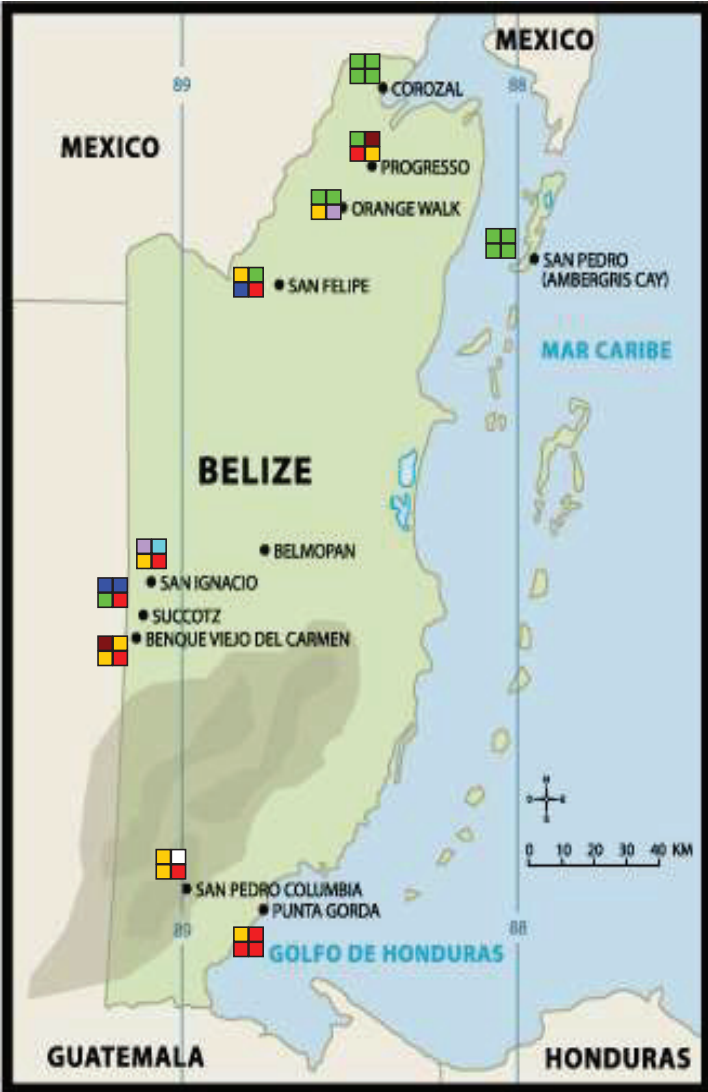 MEXICO
89
88
COROZAL
MEXICO
PROGRESSO
ORANGE WALK
SAN PEDRO
(AMBERGRIS CAY)
SAN FELIPE
MAR CARIBE
BELIZE
BELMOPAN
SAN IGNACIO
SUCCOTZ
BENQUE VIEJO DEL CARMEN
N
O E
S
0 10 20 30 40 KM
SAN PEDRO COLUMBIA
PUNTA GORDA
89
88
GOLFO DE HONDURAS
GUATEMALA
HONDURAS